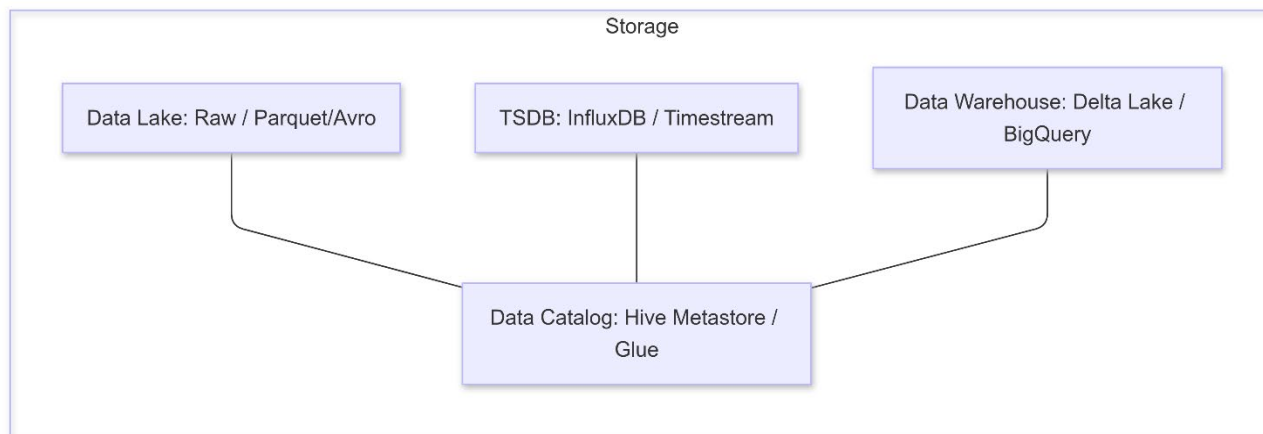 Storage
Data Lake: Raw / Parquet/Avro
TSDB: InfluxDB / Timestream
Data Warehouse: Delta Lake /
BigQuery
Data Catalog: Hive Metastore /
Glue